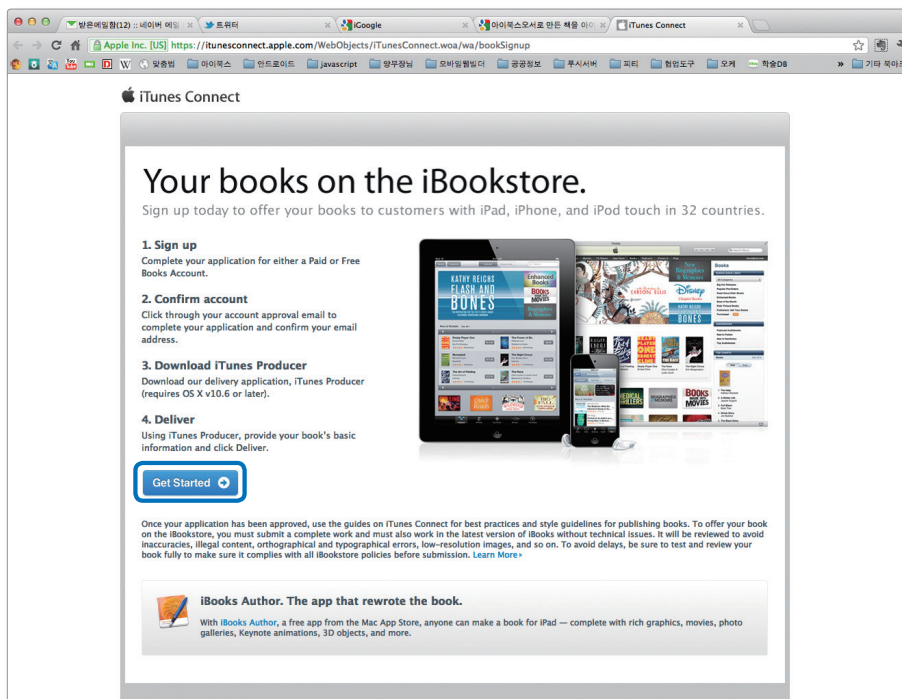 받은메일함(12) :: 네이버 메일
트위터
iGoogle
아이북스오서로 만든 책을 아이
iTunes Connect
Apple Inc. [US] https://itunesconnect.apple.com/WebObjects/iTunesConnect.woa/wa/bookSignup
맞춤법 아이북스 안드로이드 javascript 양부장님 모바일웹빌더 공공정보 푸시서버 피티 협업도구 오케 학술DB » 기타 북마크
iTunes Connect
Your books on the iBookstore.
Sign up today to offer your books to customers with iPad, iPhone, and iPod touch in 32 countries.
1. Sign up
Complete your application for either a Paid or Free
Books Account.
2. Confirm account
Click through your account approval email to
complete your application and confirm your email
address.
3. Download iTunes Producer
Download our delivery application, iTunes Producer
(requires OS X v10.6 or later).
4. Deliver
Using iTunes Producer, provide your book's basic
information and click Deliver.
Get Started
KATHY REICHS
FLASH AND
BONES
Enhanced
Books
BOOKS
MOVIES
Disney
BONES
MEDICAL
THRILLERS
BOOKS
MOVIES
Books
Once your application has been approved, use the guides on iTunes Connect for best practices and style guidelines for publishing books. To offer your book
on the iBookstore, you must submit a complete work and must also work in the latest version of iBooks without technical issues. It will be reviewed to avoid
inaccuracies, illegal content, orthographical and typographical errors, low-resolution images, and so on. To avoid delays, be sure to test and review your
book fully to make sure it complies with all iBookstore policies before submission. Learn More›
iBooks Author. The app that rewrote the book.
With iBooks Author, a free app from the Mac App Store, anyone can make a book for iPad — complete with rich graphics, movies, photo
galleries, Keynote animations, 3D objects, and more.